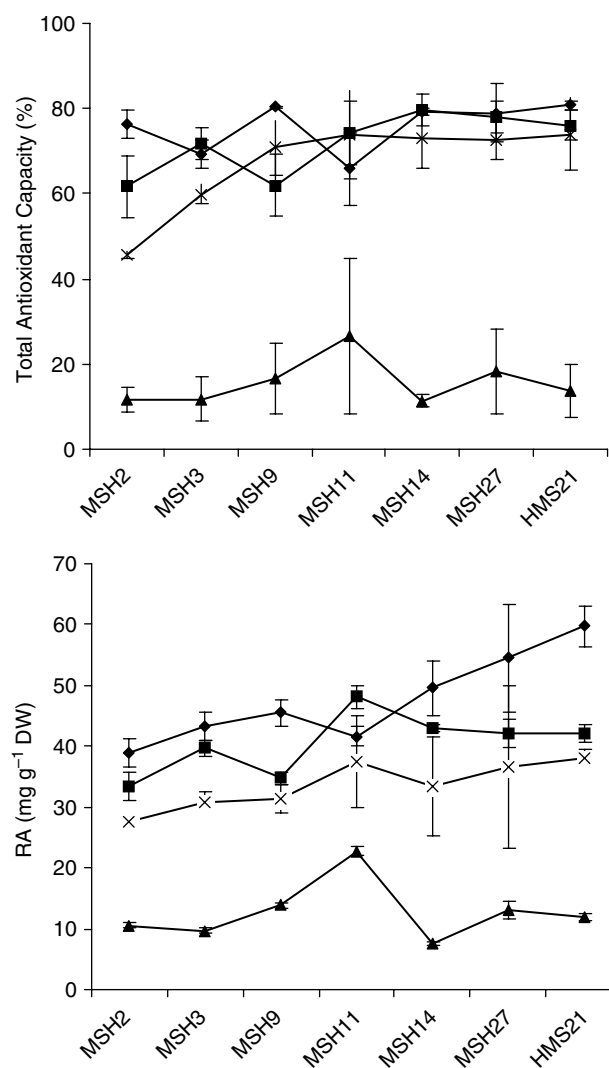 Total Antioxidant Capacity (%)
100
80
60
40
20
0
MSH2
MSH3
MSH9
MSH11
MSH14
MSH27
HMS21
RA (mg g⁻¹ DW)
70
60
50
40
30
20
10
0
MSH2
MSH3
MSH9
MSH11
MSH14
MSH27
HMS21